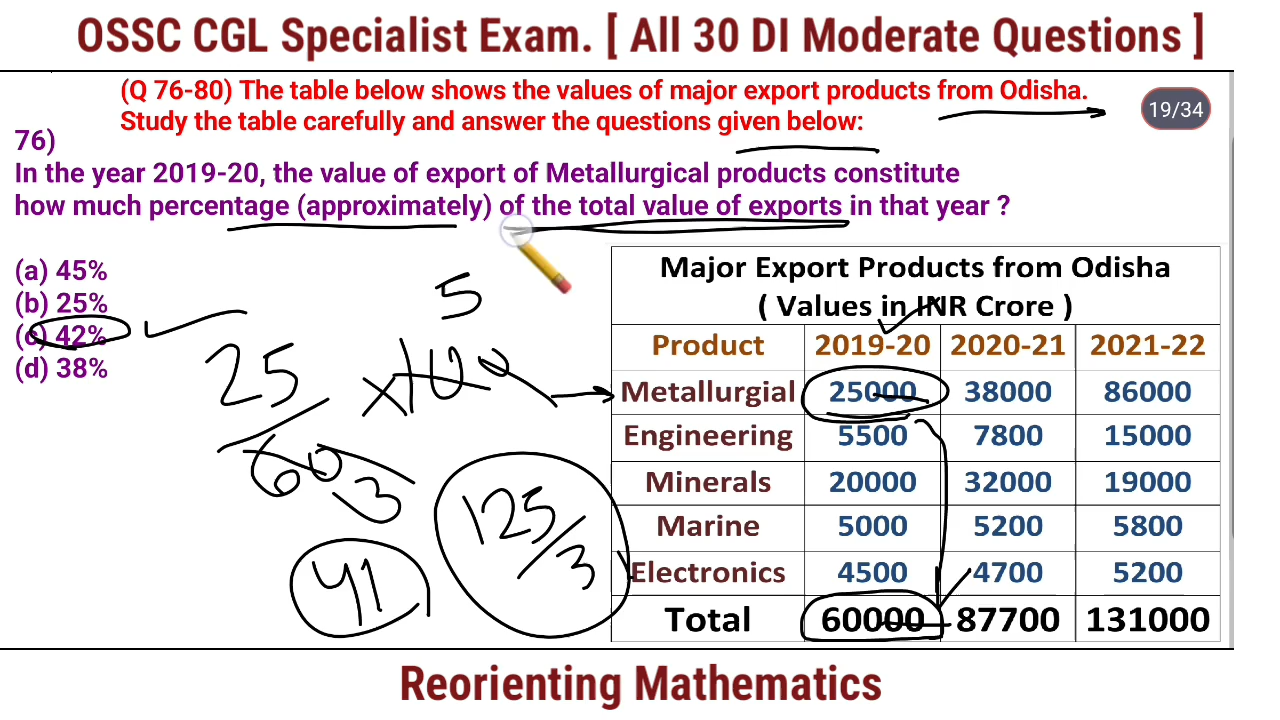 OSSC CGL Specialist Exam. [ All 30 DI Moderate Questions ]
(Q 76-80) The table below shows the values of major export products from Odisha.
Study the table carefully and answer the questions given below:
19/34
76)
In the year 2019-20, the value of export of Metallurgical products constitute
how much percentage (approximately) of the total value of exports in that year ?
(a) 45%
(b) 25%
(c) 42%
(d) 38%
25
60
×100
5
3
125/3
41
Major Export Products from Odisha
( Values in INR Crore )
Product 2019-20 2020-21 2021-22
Metallurgial 25000 38000 86000
Engineering 5500 7800 15000
Minerals 20000 32000 19000
Marine 5000 5200 5800
Electronics 4500 4700 5200
Total 60000 87700 131000
Reorienting Mathematics